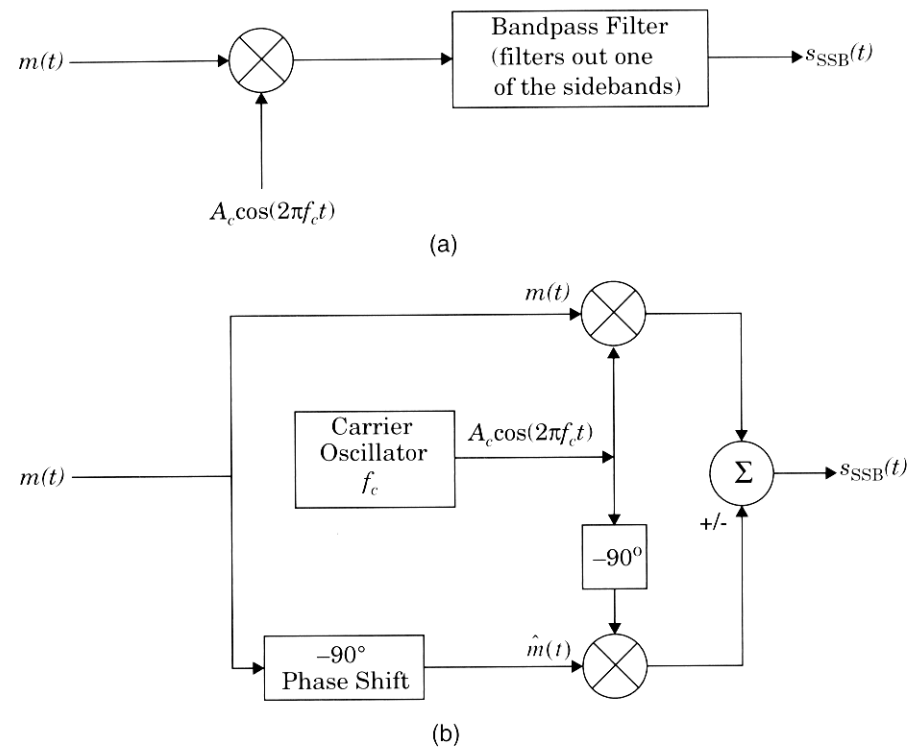 m(t)
Bandpass Filter
(filters out one
of the sidebands)
s_SSB(t)
A_c cos(2πf_c t)
(a)
m(t)
Carrier
Oscillator
f_c
A_c cos(2πf_c t)
m(t)
Σ
s_SSB(t)
+/-
–90°
–90°
Phase Shift
m̂(t)
(b)